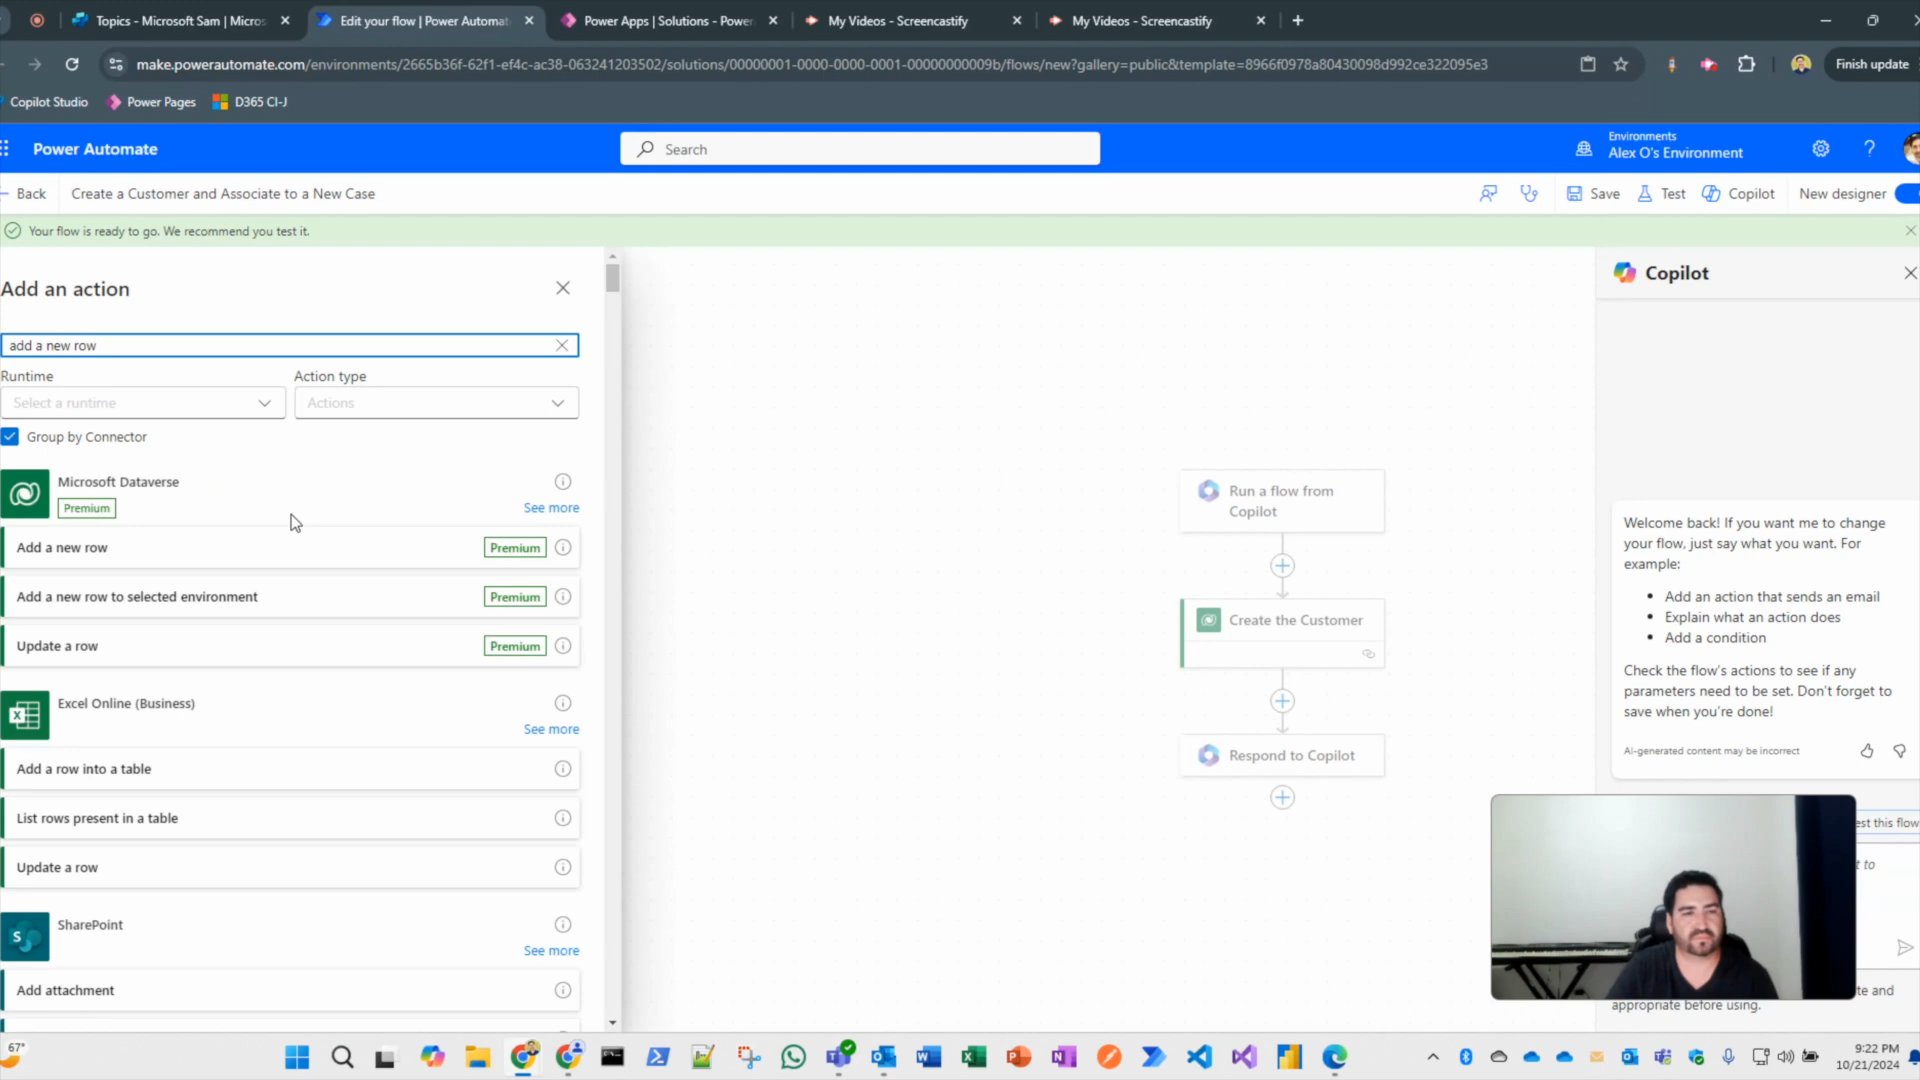 Topics - Microsoft Sam | Micros
Edit your flow | Power Automat
Power Apps | Solutions - Power
My Videos - Screencastify
My Videos - Screencastify
make.powerautomate.com/environments/2665b36f-62f1-ef4c-ac38-063241203502/solutions/00000001-0000-0000-0001-00000000009b/flows/new?gallery=public&template=8966f0978a80430098d992ce322095e3
Finish update
Copilot Studio
Power Pages
D365 CI-J
Power Automate
Search
Environments
Alex O's Environment
Back
Create a Customer and Associate to a New Case
Save
Test
Copilot
New designer
Your flow is ready to go. We recommend you test it.
Add an action
add a new row
Runtime
Action type
Select a runtime
Actions
Group by Connector
Microsoft Dataverse
Premium
See more
Add a new row
Premium
Add a new row to selected environment
Premium
Update a row
Premium
Excel Online (Business)
See more
Add a row into a table
List rows present in a table
Update a row
SharePoint
See more
Add attachment
Run a flow from
Copilot
Create the Customer
Respond to Copilot
Copilot
Welcome back! If you want me to change
your flow, just say what you want. For
example:
• Add an action that sends an email
• Explain what an action does
• Add a condition
Check the flow's actions to see if any
parameters need to be set. Don't forget to
save when you're done!
AI-generated content may be incorrect
est this flow
t to
te and
appropriate before using.
67°
9:22 PM
10/21/2024